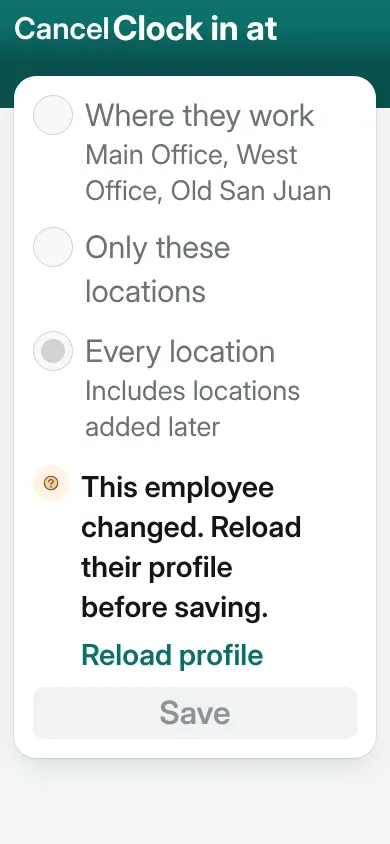 Cancel Clock in at
Where they work
Main Office, West
Office, Old San Juan
Only these
locations
Every location
Includes locations
added later
This employee
changed. Reload
their profile
before saving.
Reload profile
Save